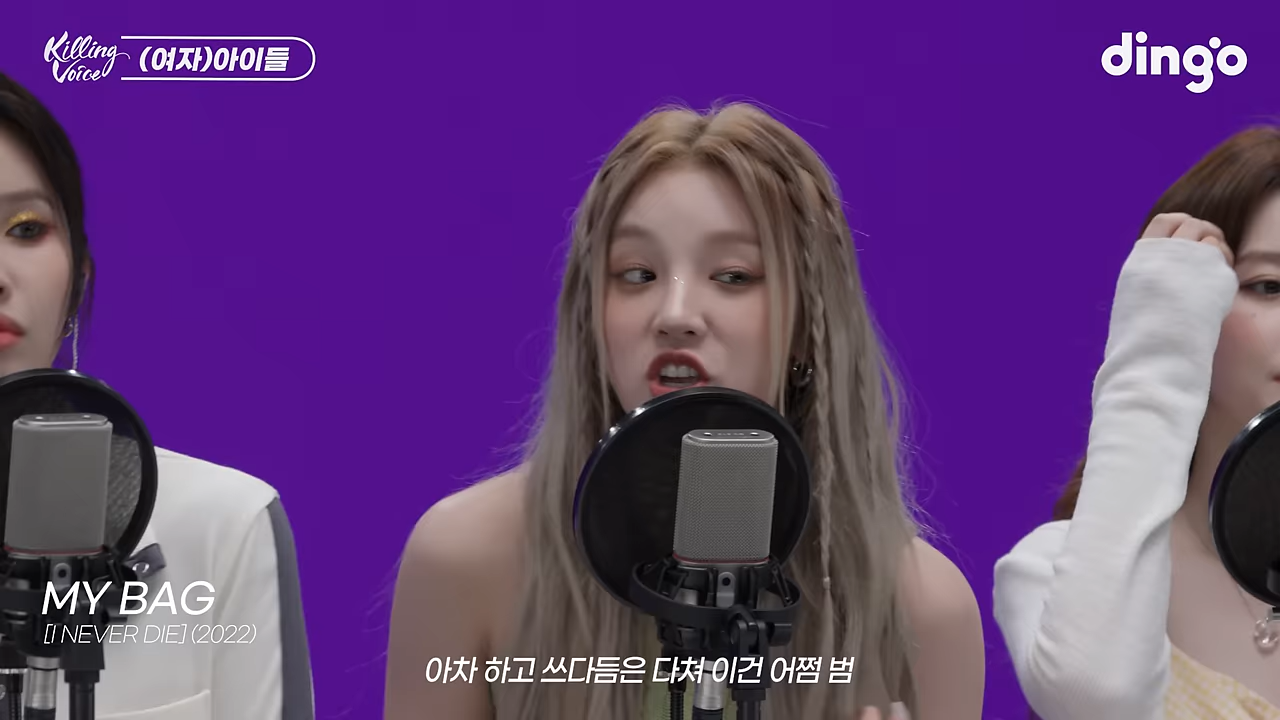 Killing Voice
(여자)아이들
dingo
MY BAG
[I NEVER DIE] (2022)
아차 하고 쓰다듬은 다쳐 이건 어쩜 범